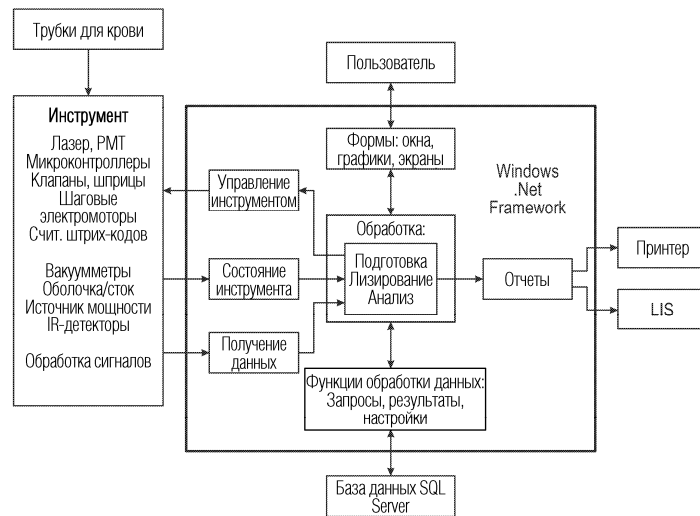 Трубки для крови
Пользователь
Инструмент
Лазер, PMT
Микроконтроллеры
Клапаны, шприцы
Шаговые
электромоторы
Счит. штрих-кодов
Вакуумметры
Оболочка/сток
Источник мощности
IR-детекторы
Обработка сигналов
Формы: окна,
графики, экраны
Windows
.Net
Framework
Управление
инструментом
Состояние
инструмента
Получение
данных
Обработка:
Подготовка
Лизирование
Анализ
Отчеты
Принтер
LIS
Функции обработки данных:
Запросы, результаты,
настройки
База данных SQL
Server